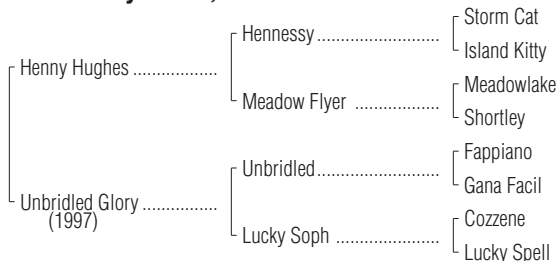 Storm Cat
Hennessy ....................
Island Kitty
Henny Hughes .................
Meadowlake
Meadow Flyer .................
Shortley
Fappiano
Unbridled.....................
Gana Facil
Unbridled Glory ...............
(1997)
Cozzene
Lucky Soph .....................
Lucky Spell